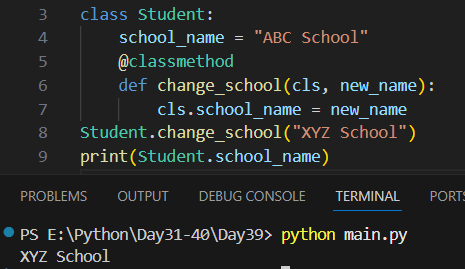 3 class Student:
4     school_name = "ABC School"
5     @classmethod
6     def change_school(cls, new_name):
7         cls.school_name = new_name
8 Student.change_school("XYZ School")
9 print(Student.school_name)
PROBLEMS OUTPUT DEBUG CONSOLE TERMINAL PORTS
PS E:\Python\Day31-40\Day39> python main.py
XYZ School